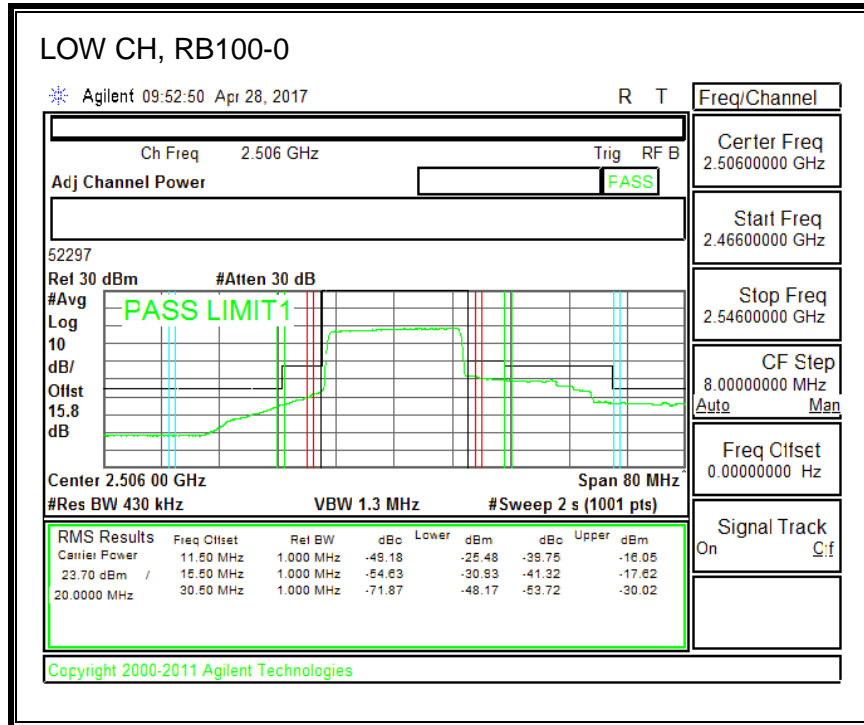 LOW CH, RB100-0
Agilent 09:52:50 Apr 28, 2017 R T
Freq/Channel
Ch Freq 2.506 GHz Trig RF B
Adj Channel Power PASS
Center Freq
2.50600000 GHz
Start Freq
2.46600000 GHz
Stop Freq
2.54600000 GHz
CF Step
8.00000000 MHz
Auto Man
Freq Offset
0.00000000 Hz
Signal Track
On Off
52297
Ref 30 dBm #Atten 30 dB
#Avg
Log
10
dB/
Offst
15.8
dB
PASS LIMIT1
Center 2.506 00 GHz Span 80 MHz
#Res BW 430 kHz VBW 1.3 MHz #Sweep 2 s (1001 pts)
RMS Results Freq Offset Ref BW dBc Lower dBm dBc Upper dBm
Carrier Power 11.50 MHz 1.000 MHz -49.18 -25.48 -39.75 -16.05
23.70 dBm / 15.50 MHz 1.000 MHz -54.63 -30.93 -41.32 -17.62
20.0000 MHz 30.50 MHz 1.000 MHz -71.87 -48.17 -53.72 -30.02
Copyright 2000-2011 Agilent Technologies